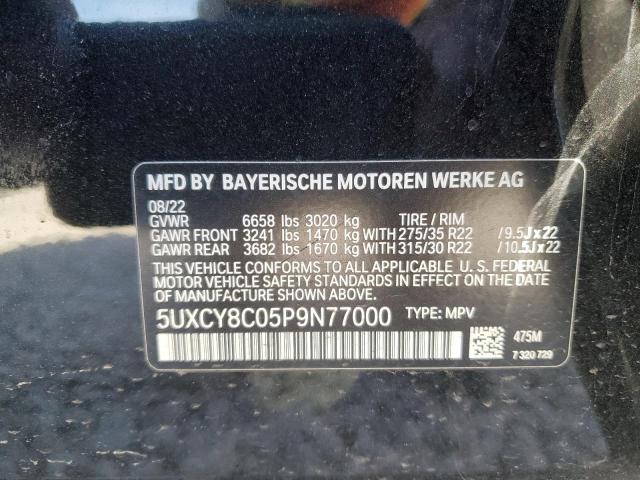 MFD BY BAYERISCHE MOTOREN WERKE AG
08/22
GVWR 6658 lbs 3020 kg TIRE / RIM
GAWR FRONT 3241 lbs 1470 kg WITH 275/35 R22 /9.5Jx22
GAWR REAR 3682 lbs 1670 kg WITH 315/30 R22 /10.5Jx22
THIS VEHICLE CONFORMS TO ALL APPLICABLE U. S. FEDERAL
MOTOR VEHICLE SAFETY STANDARDS IN EFFECT ON THE
DATE OF MANUFACTURE SHOWN ABOVE.
5UXCY8C05P9N77000 TYPE: MPV
475M
7 320 729